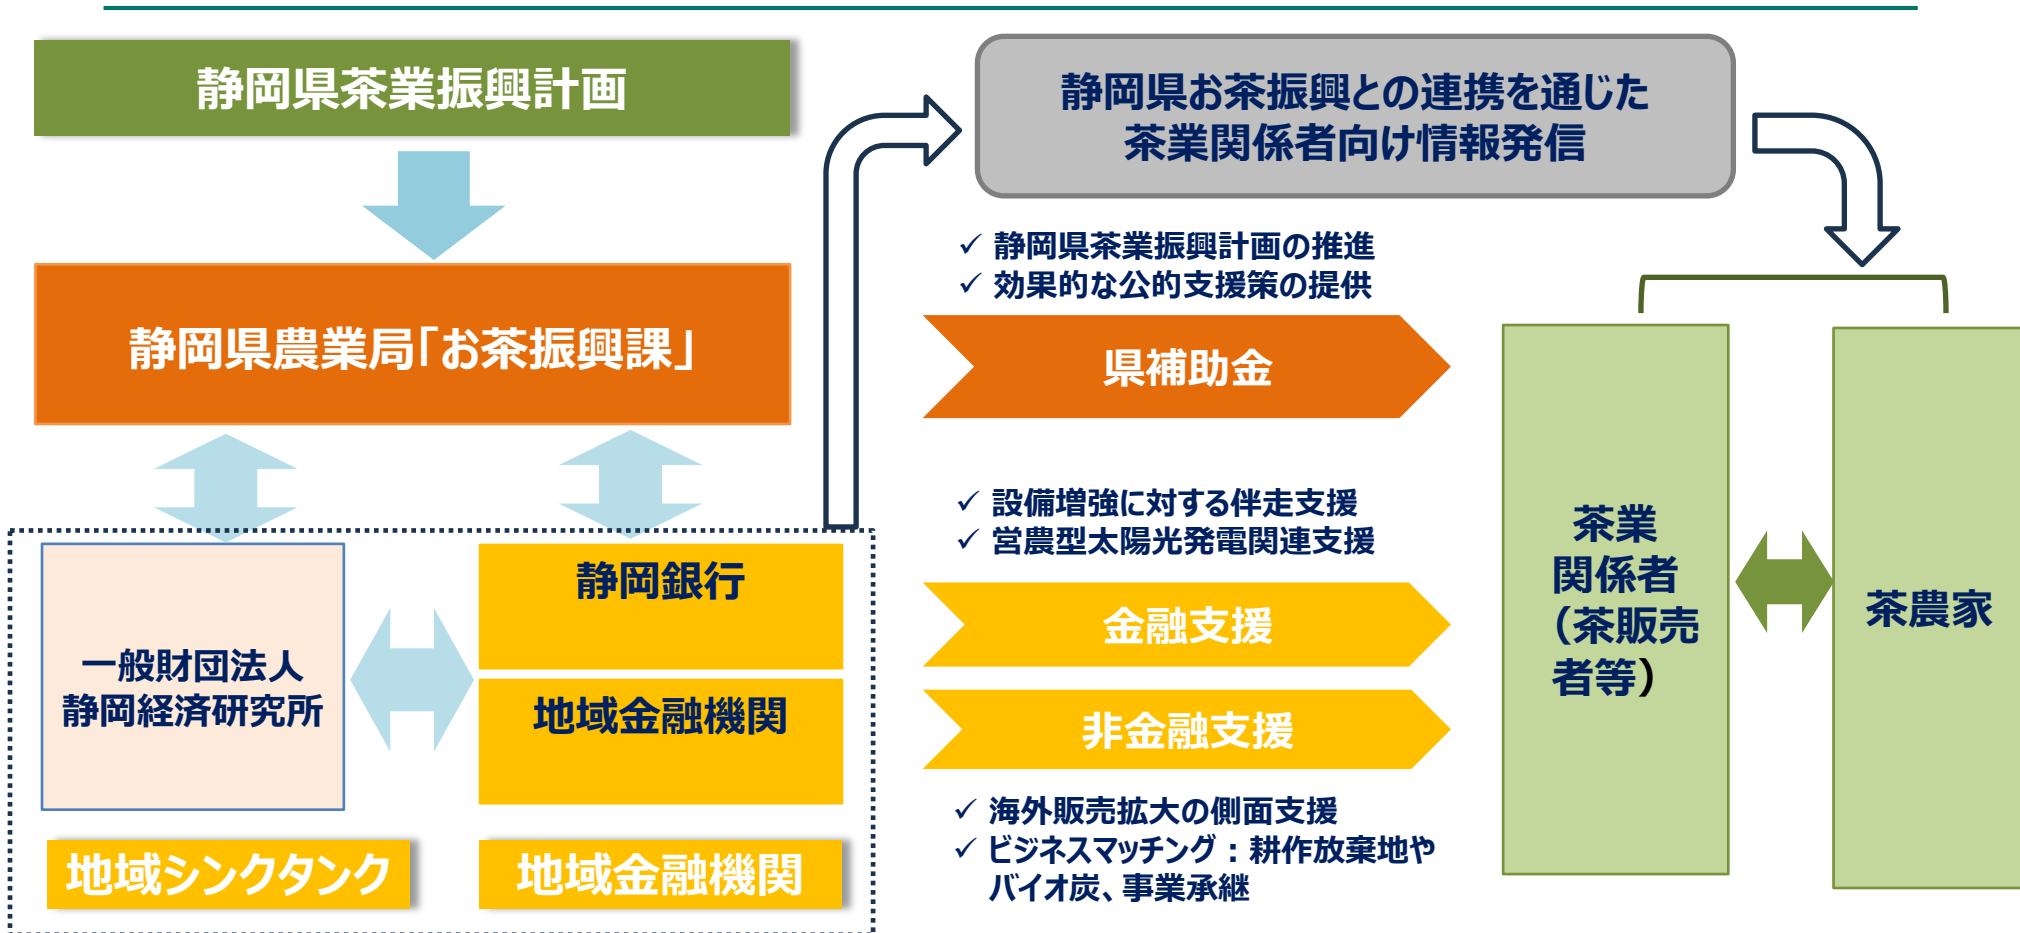 静岡県茶業振興計画
静岡県農業局「お茶振興課」
一般財団法人
静岡経済研究所
静岡銀行
地域金融機関
地域シンクタンク
地域金融機関
静岡県お茶振興との連携を通じた
茶業関係者向け情報発信
✓ 静岡県茶業振興計画の推進
✓ 効果的な公的支援策の提供
県補助金
✓ 設備増強に対する伴走支援
✓ 営農型太陽光発電関連支援
金融支援
非金融支援
✓ 海外販売拡大の側面支援
✓ ビジネスマッチング：耕作放棄地や
バイオ炭、事業承継
茶業
関係者
（茶販売
者等）
茶農家